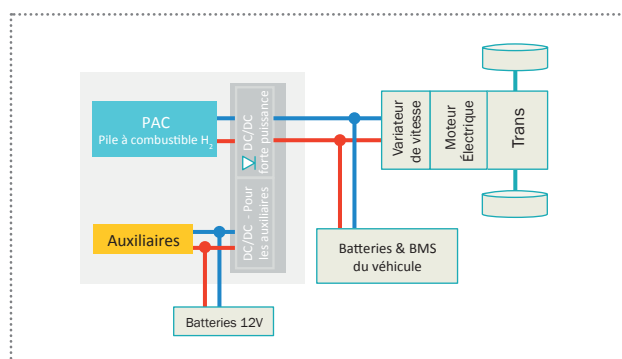 PAC
Pile à combustible H2
DC/DC
forte puissance
DC/DC - Pour
les auxiliaires
Auxiliaires
Batteries 12V
Variateur
de vitesse
Moteur
Électrique
Trans
Batteries & BMS
du véhicule